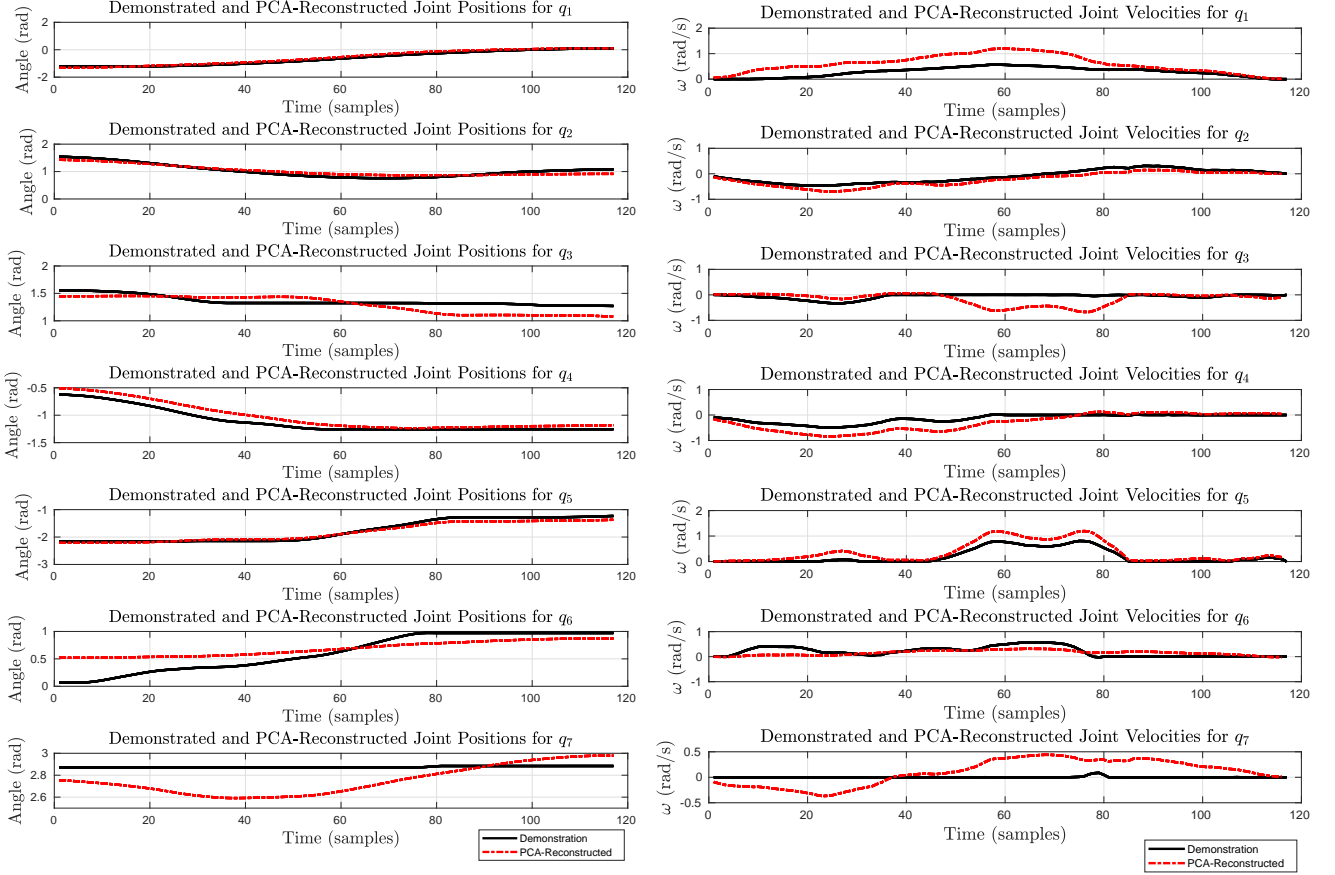 Demonstrated and PCA-Reconstructed Joint Positions for q1
Angle (rad)
2
0
-2
0 20 40 60 80 100 120
Time (samples)
Demonstrated and PCA-Reconstructed Joint Positions for q2
Angle (rad)
2
1
0
0 20 40 60 80 100 120
Time (samples)
Demonstrated and PCA-Reconstructed Joint Positions for q3
Angle (rad)
2
1.5
1
0 20 40 60 80 100 120
Time (samples)
Demonstrated and PCA-Reconstructed Joint Positions for q4
Angle (rad)
-0.5
-1
-1.5
0 20 40 60 80 100 120
Time (samples)
Demonstrated and PCA-Reconstructed Joint Positions for q5
Angle (rad)
-1
-2
-3
0 20 40 60 80 100 120
Time (samples)
Demonstrated and PCA-Reconstructed Joint Positions for q6
Angle (rad)
1
0.5
0
0 20 40 60 80 100 120
Time (samples)
Demonstrated and PCA-Reconstructed Joint Positions for q7
Angle (rad)
3
2.8
2.6
0 20 40 60 80 100 120
Time (samples)
Demonstration
PCA-Reconstructed
Demonstrated and PCA-Reconstructed Joint Velocities for q1
ω (rad/s)
2
1
0
0 20 40 60 80 100 120
Time (samples)
Demonstrated and PCA-Reconstructed Joint Velocities for q2
ω (rad/s)
1
0
-1
0 20 40 60 80 100 120
Time (samples)
Demonstrated and PCA-Reconstructed Joint Velocities for q3
ω (rad/s)
1
0
-1
0 20 40 60 80 100 120
Time (samples)
Demonstrated and PCA-Reconstructed Joint Velocities for q4
ω (rad/s)
1
0
-1
0 20 40 60 80 100 120
Time (samples)
Demonstrated and PCA-Reconstructed Joint Velocities for q5
ω (rad/s)
2
1
0
0 20 40 60 80 100 120
Time (samples)
Demonstrated and PCA-Reconstructed Joint Velocities for q6
ω (rad/s)
1
0
-1
0 20 40 60 80 100 120
Time (samples)
Demonstrated and PCA-Reconstructed Joint Velocities for q7
ω (rad/s)
0.5
0
-0.5
0 20 40 60 80 100 120
Time (samples)
Demonstration
PCA-Reconstructed